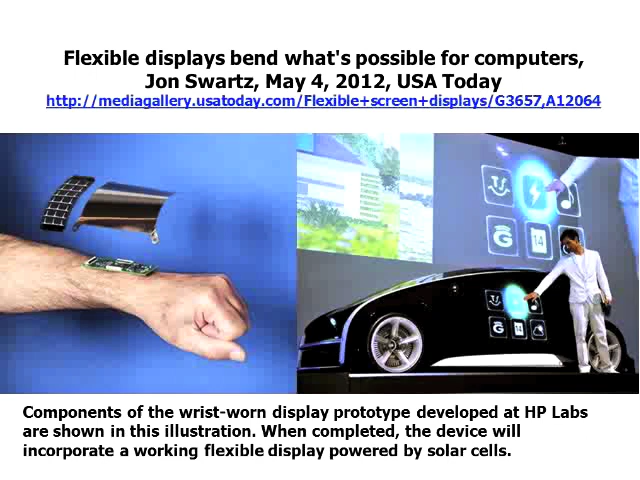 Flexible displays bend what's possible for computers,
Jon Swartz, May 4, 2012, USA Today
http://mediagallery.usatoday.com/Flexible+screen+displays/G3657,A12064
G
14
G
14
Components of the wrist-worn display prototype developed at HP Labs
are shown in this illustration. When completed, the device will
incorporate a working flexible display powered by solar cells.